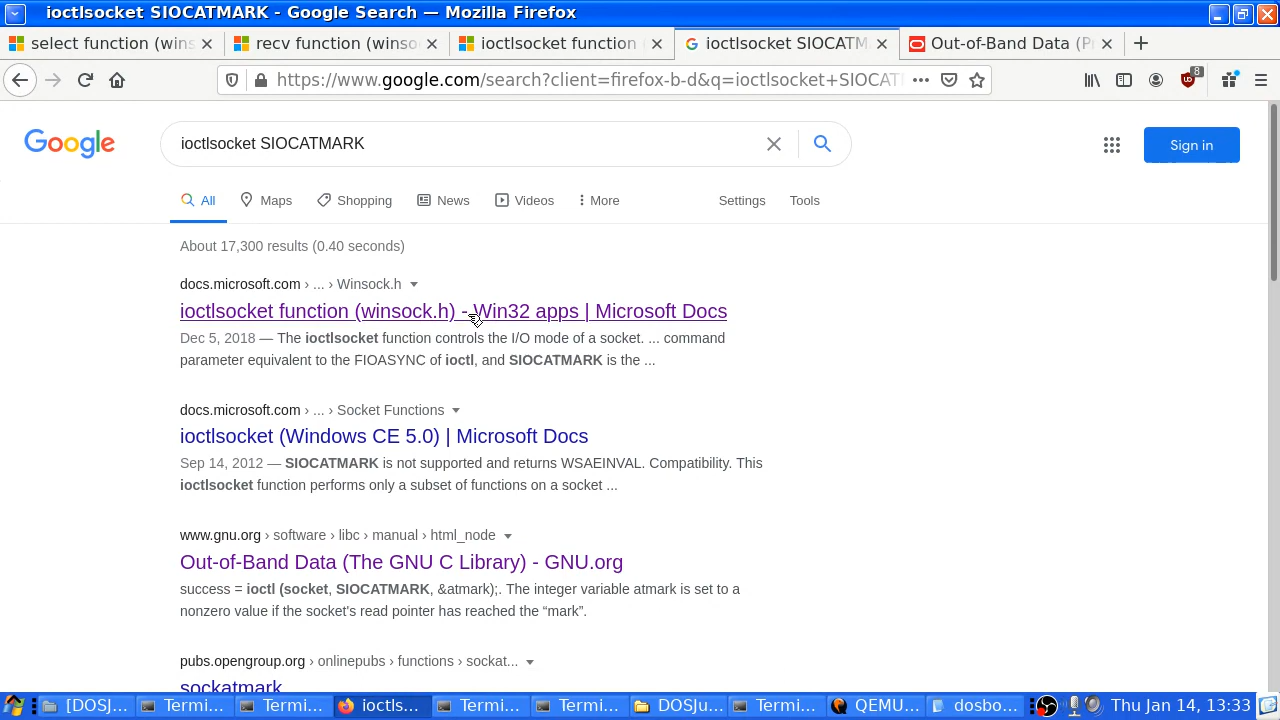 ioctlsocket SIOCATMARK - Google Search — Mozilla Firefox
select function (wins
recv function (winso
ioctlsocket function
ioctlsocket SIOCATM
Out-of-Band Data (P
https://www.google.com/search?client=firefox-b-d&q=ioctlsocket+SIOCAT
8
Google
ioctlsocket SIOCATMARK
Sign in
All
Maps
Shopping
News
Videos
More
Settings
Tools
About 17,300 results (0.40 seconds)
docs.microsoft.com › ... › Winsock.h
ioctlsocket function (winsock.h) - Win32 apps | Microsoft Docs
Dec 5, 2018 — The ioctlsocket function controls the I/O mode of a socket. ... command
parameter equivalent to the FIOASYNC of ioctl, and SIOCATMARK is the ...
docs.microsoft.com › ... › Socket Functions
ioctlsocket (Windows CE 5.0) | Microsoft Docs
Sep 14, 2012 — SIOCATMARK is not supported and returns WSAEINVAL. Compatibility. This
ioctlsocket function performs only a subset of functions on a socket ...
www.gnu.org › software › libc › manual › html_node
Out-of-Band Data (The GNU C Library) - GNU.org
success = ioctl (socket, SIOCATMARK, &atmark);. The integer variable atmark is set to a
nonzero value if the socket's read pointer has reached the “mark”.
pubs.opengroup.org › onlinepubs › functions › sockat...
sockatmark
[DOSJ...
Termi...
Termi...
ioctls...
Termi...
Termi...
DOSJu...
Termi...
QEMU...
dosbo...
Thu Jan 14, 13:33